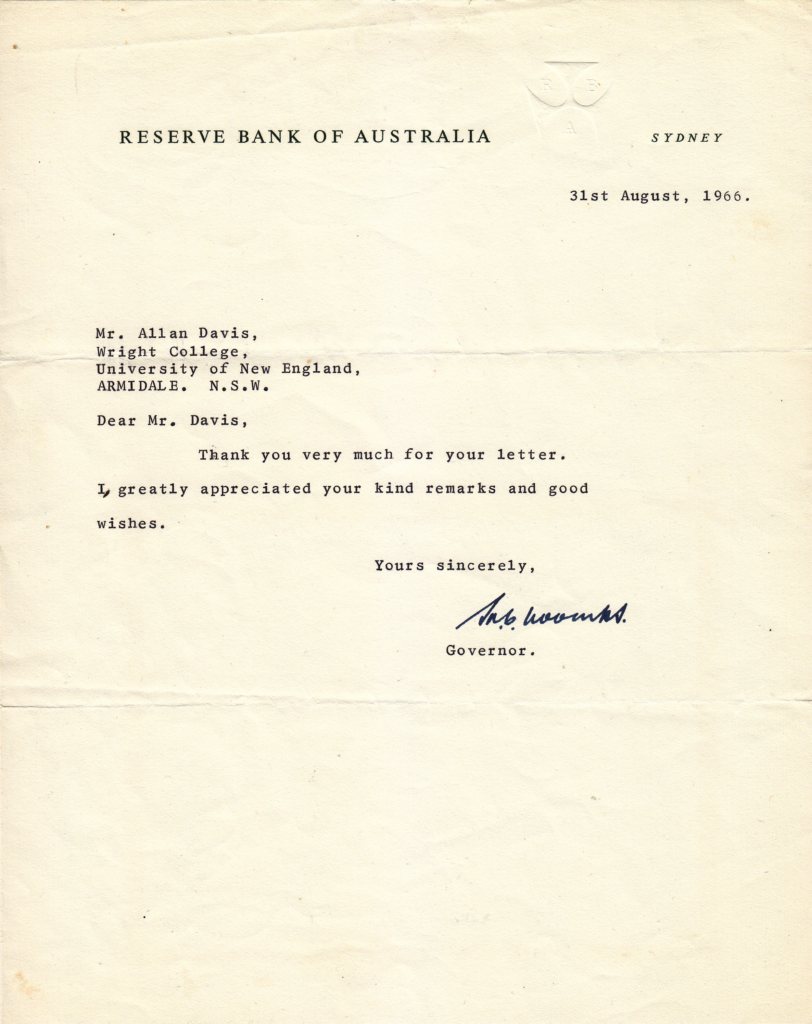 R B
A
RESERVE BANK OF AUSTRALIA SYDNEY
31st August, 1966.
Mr. Allan Davis,
Wright College,
University of New England,
ARMIDALE. N.S.W.
Dear Mr. Davis,
Thank you very much for your letter.
I, greatly appreciated your kind remarks and good
wishes.
Yours sincerely,
Governor.